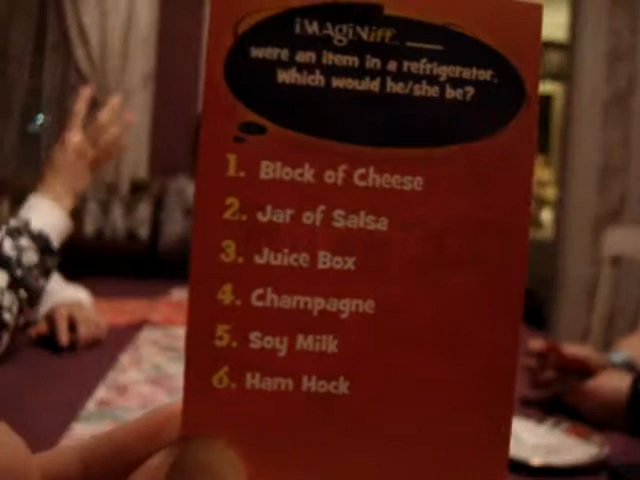 iMAgiNiff ___
were an item in a refrigerator.
Which would he/she be?
1. Block of Cheese
2. Jar of Salsa
3. Juice Box
4. Champagne
5. Soy Milk
6. Ham Hock